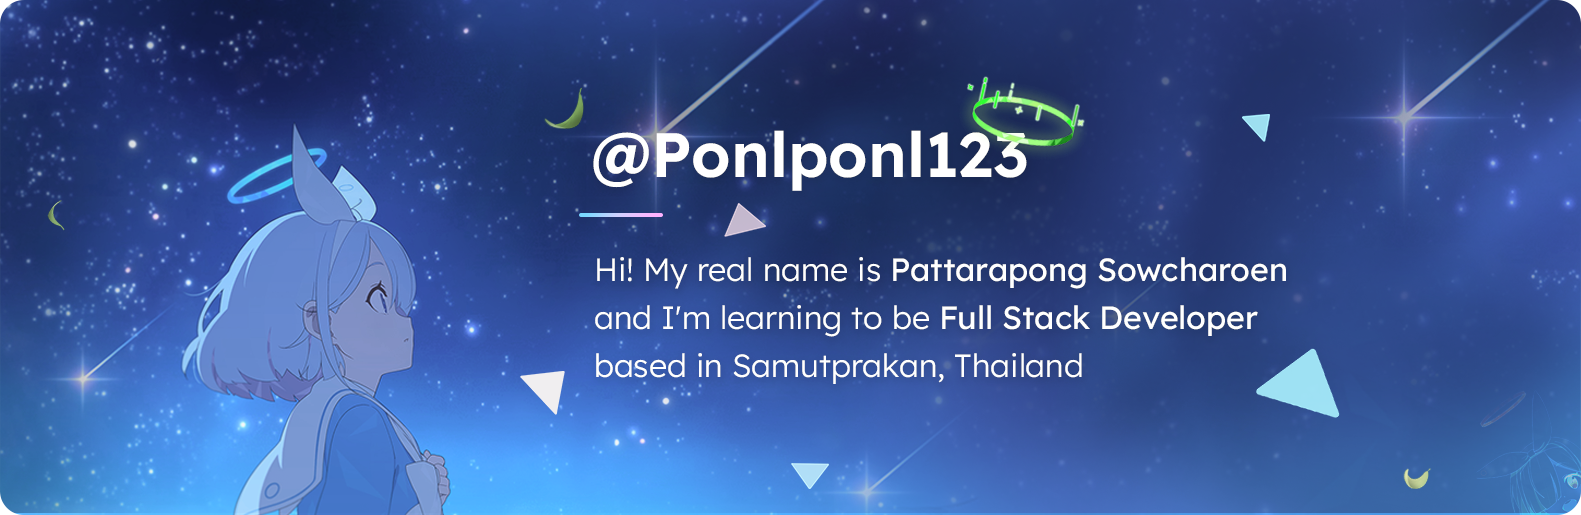 @Ponlponl123
Hi! My real name is Pattarapong Sowcharoen
and I'm learning to be Full Stack Developer
based in Samutprakan, Thailand